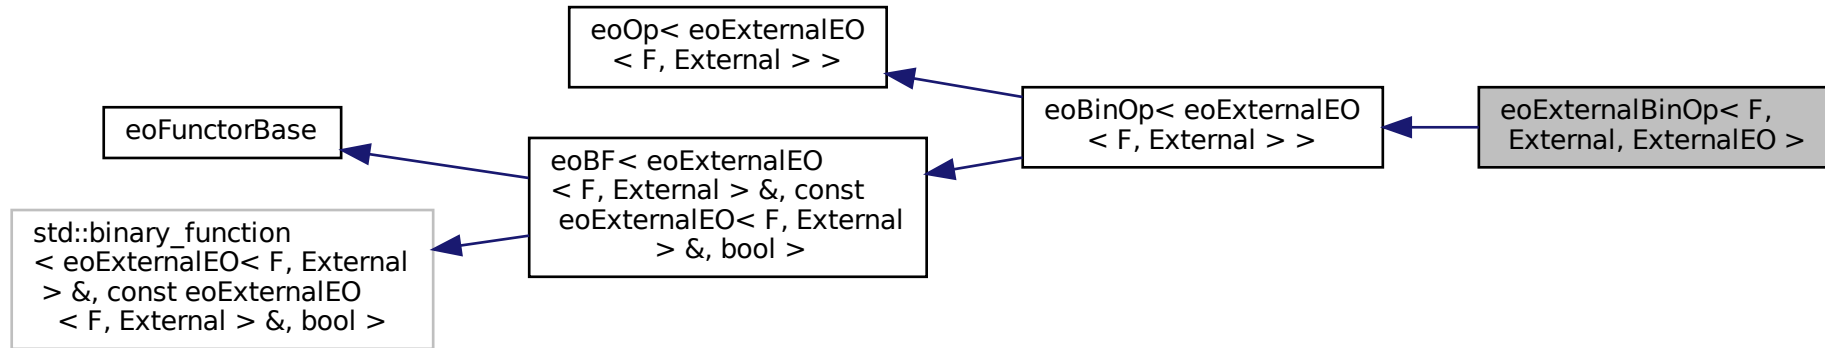 eoOp< eoExternalEO
< F, External > >
eoFunctorBase
eoBF< eoExternalEO
< F, External > &, const
eoExternalEO< F, External
> &, bool >
std::binary_function
< eoExternalEO< F, External
> &, const eoExternalEO
< F, External > &, bool >
eoBinOp< eoExternalEO
< F, External > >
eoExternalBinOp< F,
External, ExternalEO >